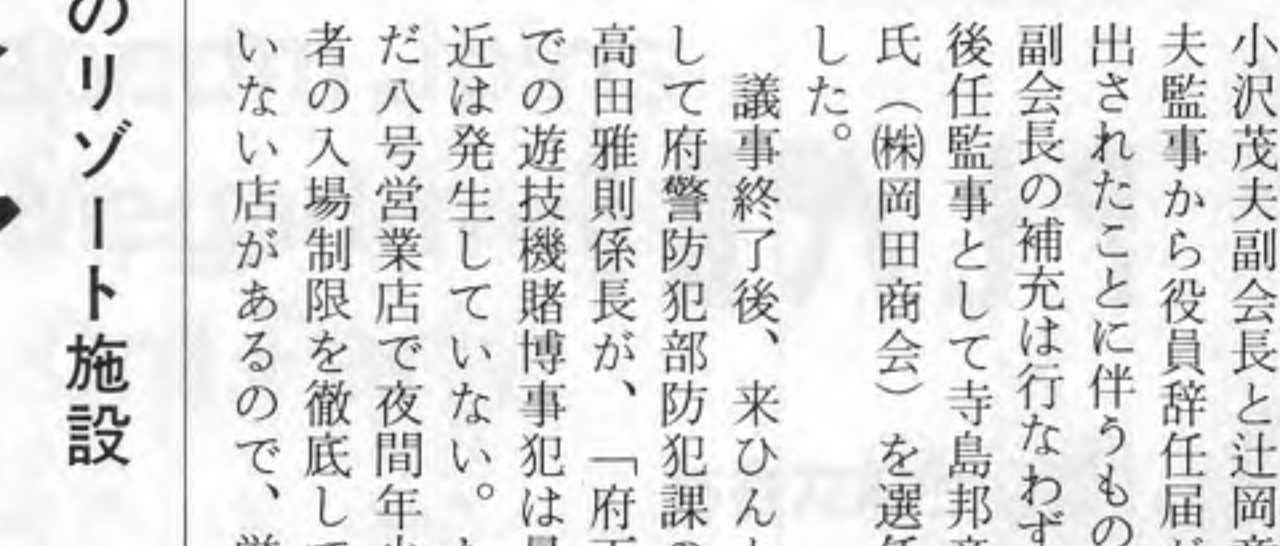 小沢茂夫副会長と辻岡
夫監事から役員辞任届
出されたことに伴うもの
副会長の補充は行なわず
後任監事として寺島邦
氏（㈱岡田商会）を選
した。
議事終了後、来ひん
して府警防犯部防犯課
高田雅則係長が、「府
での遊技機賭博事犯は
近は発生していない。
だ八号営業店で夜間年
者の入場制限を徹底し
いない店があるので、
のリゾート施設